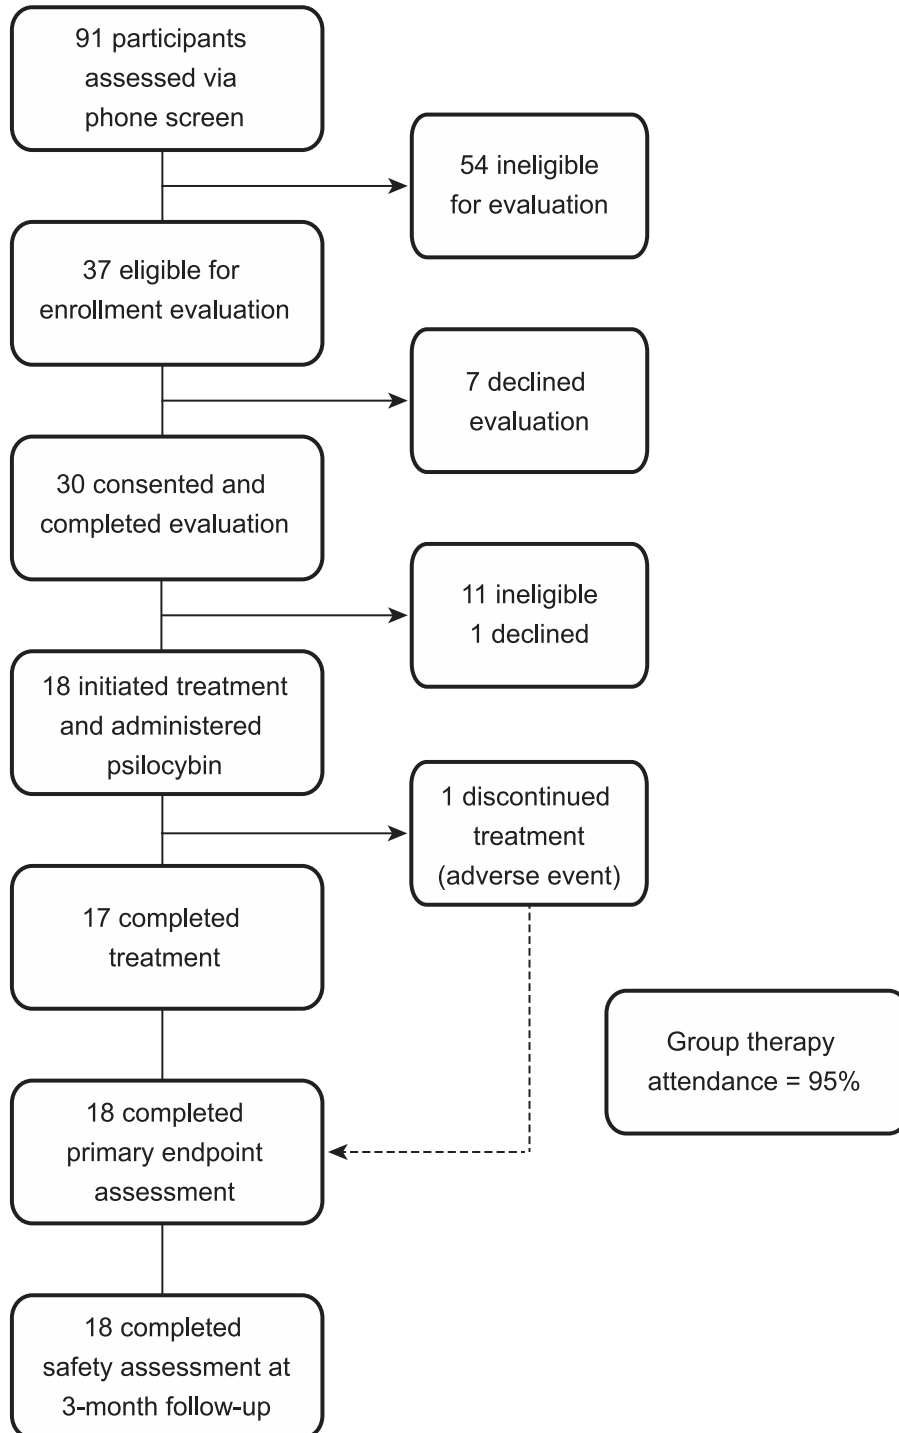 91 participants
assessed via
phone screen
54 ineligible
for evaluation
37 eligible for
enrollment evaluation
7 declined
evaluation
30 consented and
completed evaluation
11 ineligible
1 declined
18 initiated treatment
and administered
psilocybin
1 discontinued
treatment
(adverse event)
17 completed
treatment
Group therapy
attendance = 95%
18 completed
primary endpoint
assessment
18 completed
safety assessment at
3-month follow-up